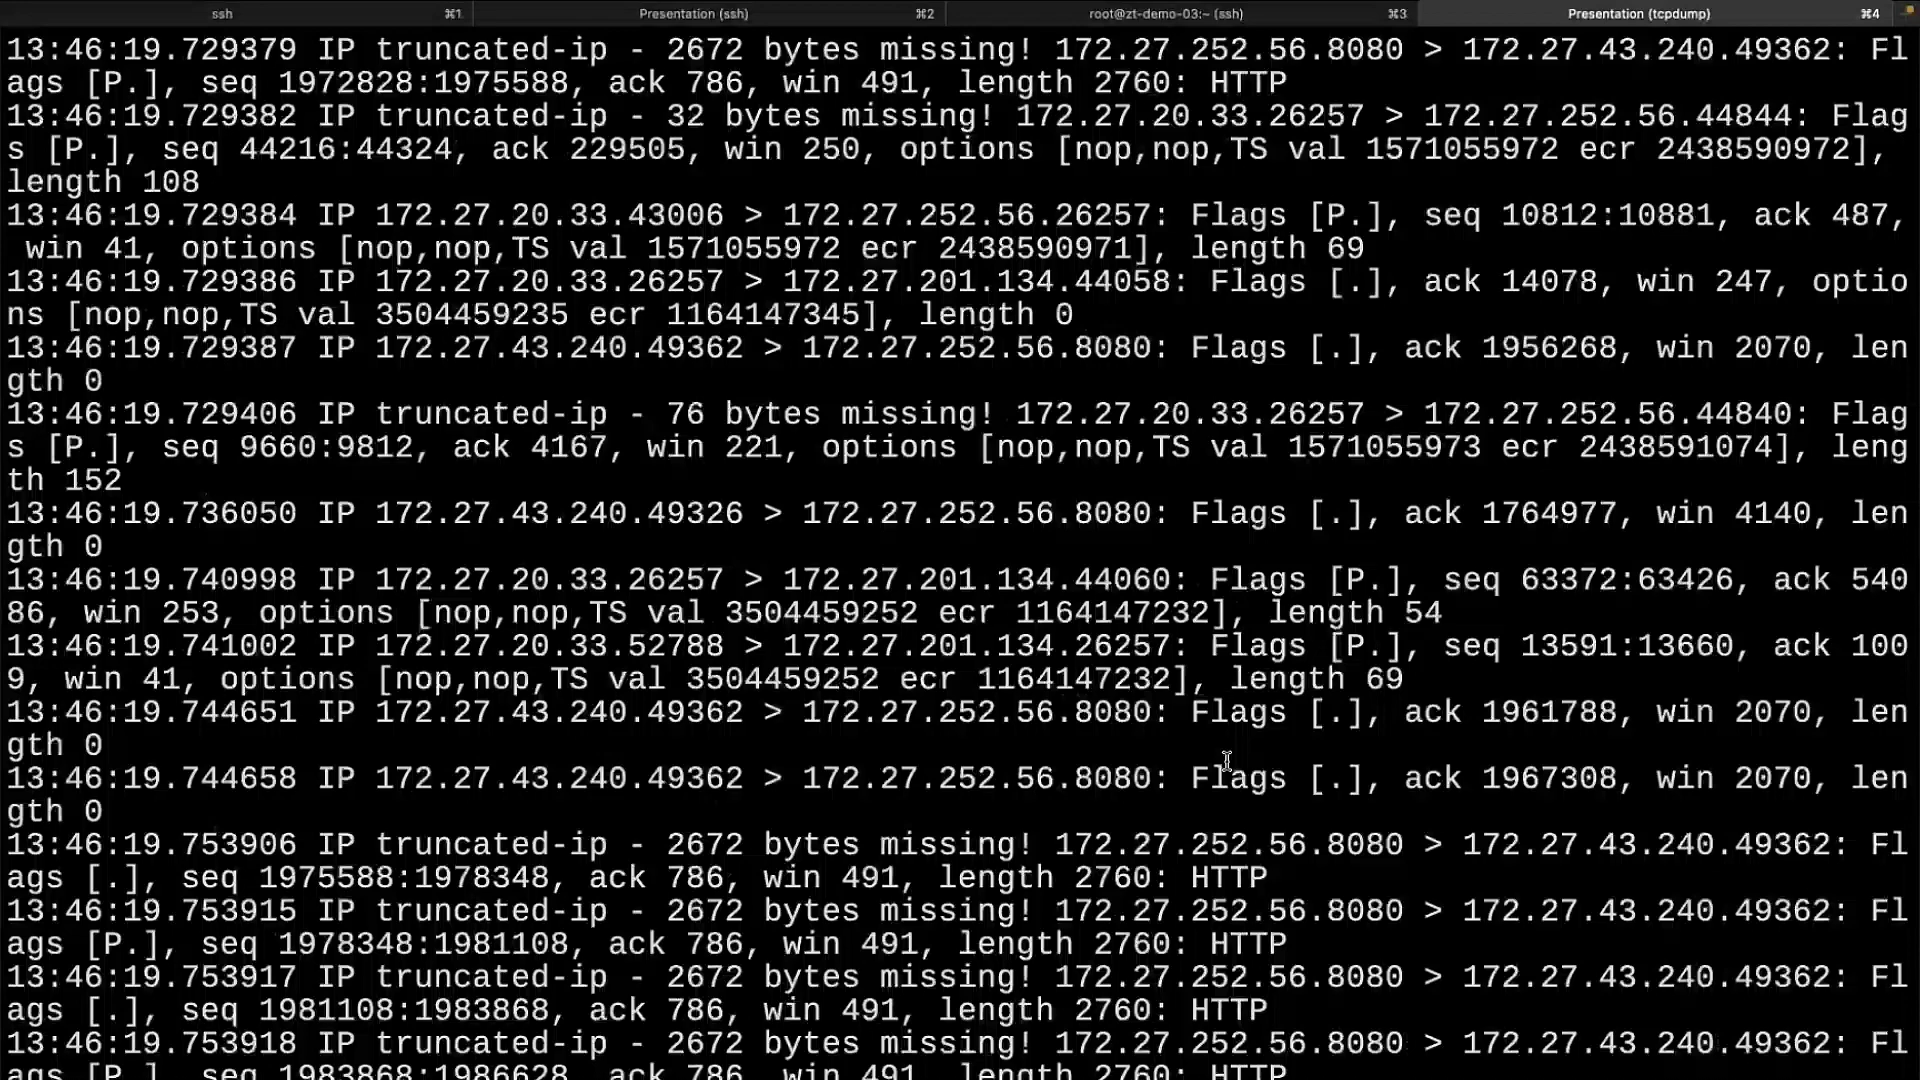 ssh ⌘1 Presentation (ssh) ⌘2 root@zt-demo-03:~ (ssh) ⌘3 Presentation (tcpdump) ⌘4
13:46:19.729379 IP truncated-ip - 2672 bytes missing! 172.27.252.56.8080 > 172.27.43.240.49362: Fl
ags [P.], seq 1972828:1975588, ack 786, win 491, length 2760: HTTP
13:46:19.729382 IP truncated-ip - 32 bytes missing! 172.27.20.33.26257 > 172.27.252.56.44844: Flag
s [P.], seq 44216:44324, ack 229505, win 250, options [nop,nop,TS val 1571055972 ecr 2438590972],
length 108
13:46:19.729384 IP 172.27.20.33.43006 > 172.27.252.56.26257: Flags [P.], seq 10812:10881, ack 487,
 win 41, options [nop,nop,TS val 1571055972 ecr 2438590971], length 69
13:46:19.729386 IP 172.27.20.33.26257 > 172.27.201.134.44058: Flags [.], ack 14078, win 247, optio
ns [nop,nop,TS val 3504459235 ecr 1164147345], length 0
13:46:19.729387 IP 172.27.43.240.49362 > 172.27.252.56.8080: Flags [.], ack 1956268, win 2070, len
gth 0
13:46:19.729406 IP truncated-ip - 76 bytes missing! 172.27.20.33.26257 > 172.27.252.56.44840: Flag
s [P.], seq 9660:9812, ack 4167, win 221, options [nop,nop,TS val 1571055973 ecr 2438591074], leng
th 152
13:46:19.736050 IP 172.27.43.240.49326 > 172.27.252.56.8080: Flags [.], ack 1764977, win 4140, len
gth 0
13:46:19.740998 IP 172.27.20.33.26257 > 172.27.201.134.44060: Flags [P.], seq 63372:63426, ack 540
86, win 253, options [nop,nop,TS val 3504459252 ecr 1164147232], length 54
13:46:19.741002 IP 172.27.20.33.52788 > 172.27.201.134.26257: Flags [P.], seq 13591:13660, ack 100
9, win 41, options [nop,nop,TS val 3504459252 ecr 1164147232], length 69
13:46:19.744651 IP 172.27.43.240.49362 > 172.27.252.56.8080: Flags [.], ack 1961788, win 2070, len
gth 0
13:46:19.744658 IP 172.27.43.240.49362 > 172.27.252.56.8080: Flags [.], ack 1967308, win 2070, len
gth 0
13:46:19.753906 IP truncated-ip - 2672 bytes missing! 172.27.252.56.8080 > 172.27.43.240.49362: Fl
ags [.], seq 1975588:1978348, ack 786, win 491, length 2760: HTTP
13:46:19.753915 IP truncated-ip - 2672 bytes missing! 172.27.252.56.8080 > 172.27.43.240.49362: Fl
ags [P.], seq 1978348:1981108, ack 786, win 491, length 2760: HTTP
13:46:19.753917 IP truncated-ip - 2672 bytes missing! 172.27.252.56.8080 > 172.27.43.240.49362: Fl
ags [.], seq 1981108:1983868, ack 786, win 491, length 2760: HTTP
13:46:19.753918 IP truncated-ip - 2672 bytes missing! 172.27.252.56.8080 > 172.27.43.240.49362: Fl
ags [P.], seq 1983868:1986628, ack 786, win 491, length 2760: HTTP